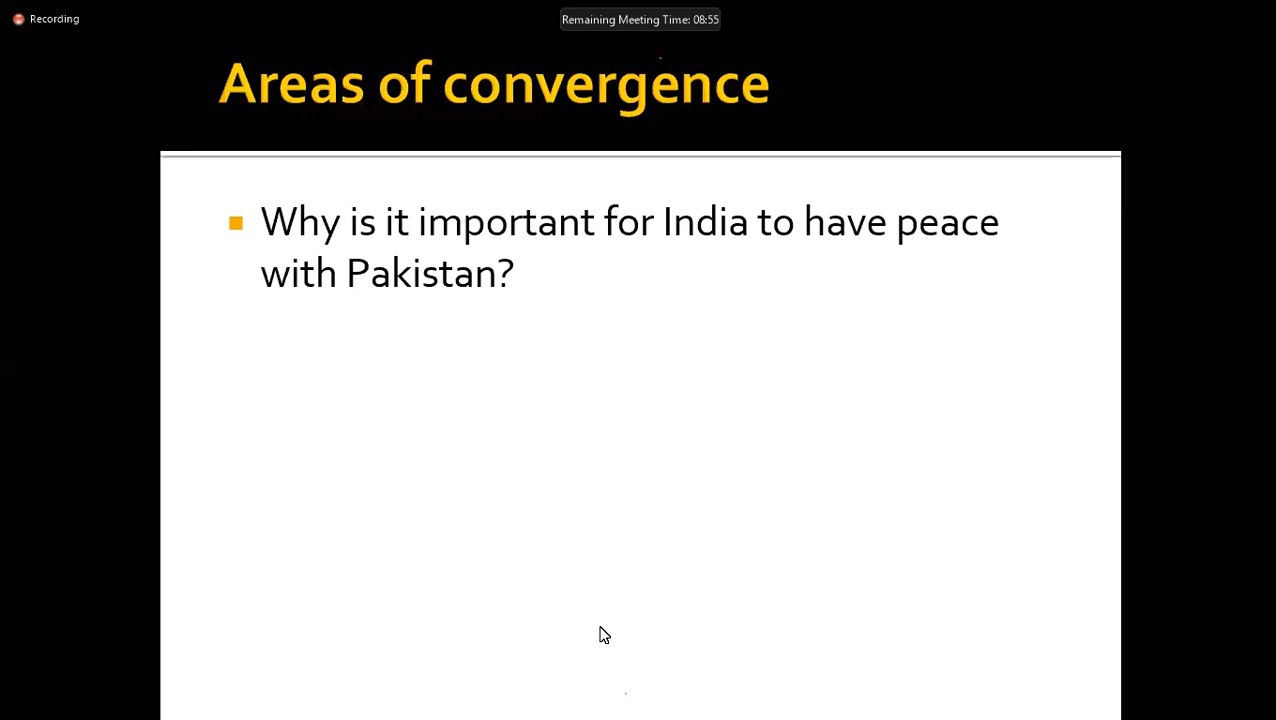 Recording
Remaining Meeting Time: 08:55
Areas of convergence
Why is it important for India to have peace
with Pakistan?